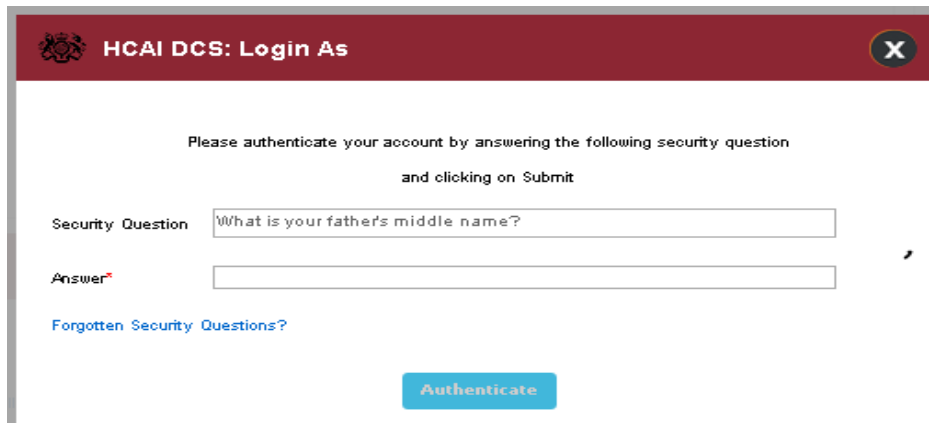 HCAI DCS: Login As
X
Please authenticate your account by answering the following security question
and clicking on Submit
Security Question What is your father's middle name?
Answer*
Forgotten Security Questions?
Authenticate